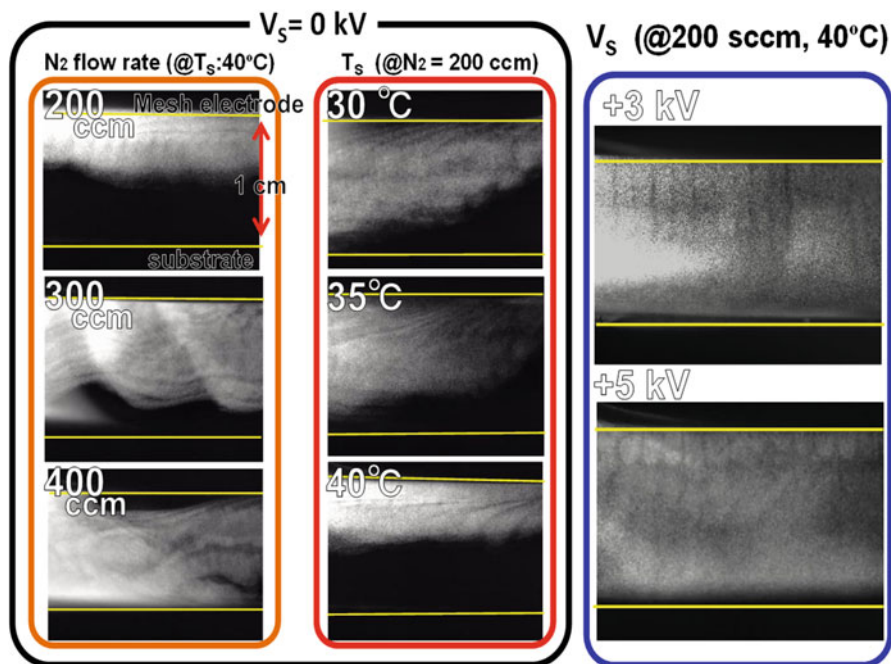 Vs= 0 kV
N2 flow rate (@Ts:40°C)
200
ccm
Mesh electrode
1 cm
substrate
300
ccm
400
ccm
Ts (@N2 = 200 ccm)
30 °C
35°C
40°C
Vs (@200 sccm, 40°C)
+3 kV
+5 kV